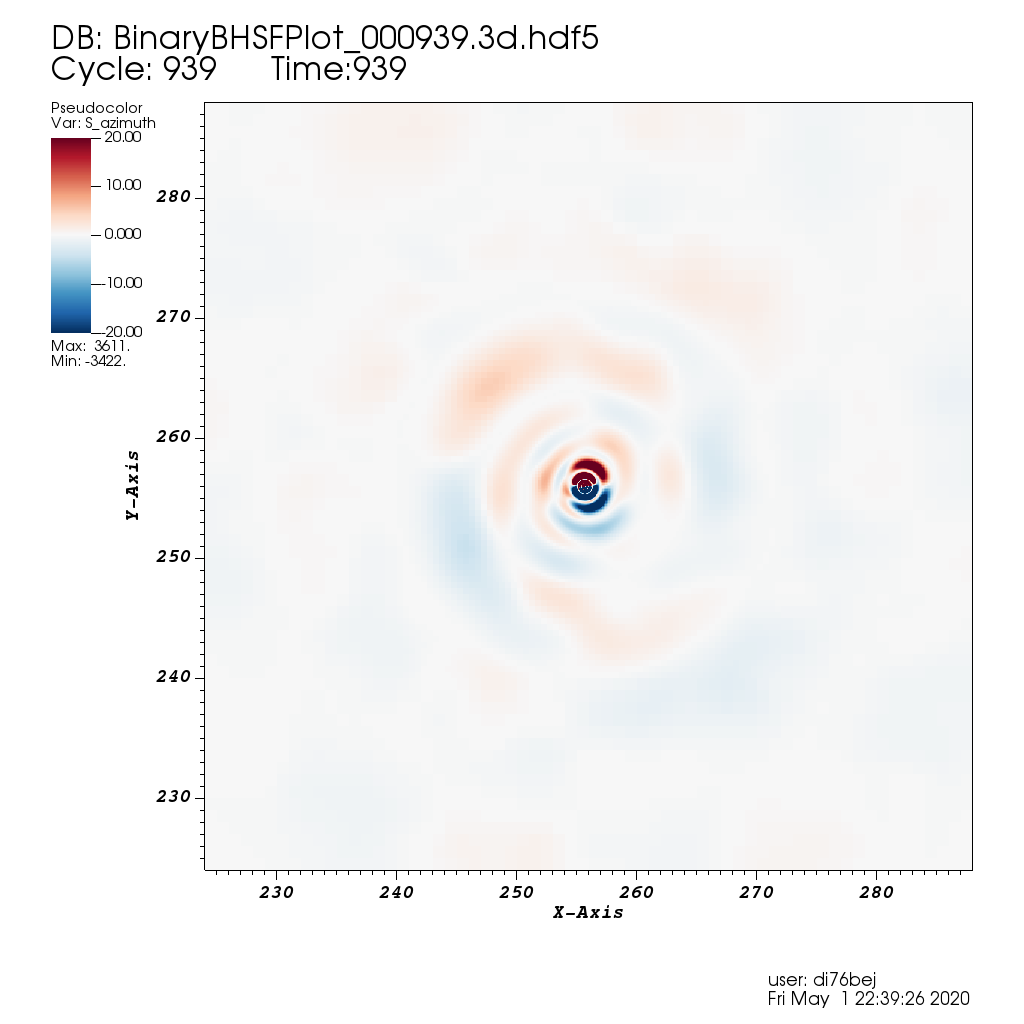 DB: BinaryBHSFPlot_000939.3d.hdf5
Cycle: 939 Time:939
Pseudocolor
Var: S_azimuth
20.00
10.00
0.000
-10.00
-20.00
Max: 3611.
Min: -3422.
280
270
260
250
240
230
Y-Axis
230 240 250 260 270 280
X-Axis
user: di76bej
Fri May 1 22:39:26 2020